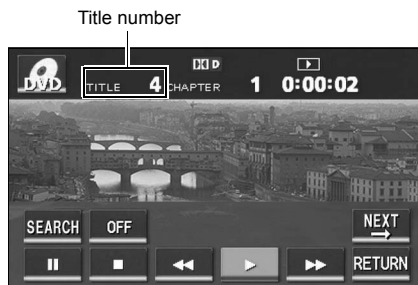 Title number
DVD
D
TITLE 4 CHAPTER 1 0:00:02
SEARCH OFF NEXT
RETURN